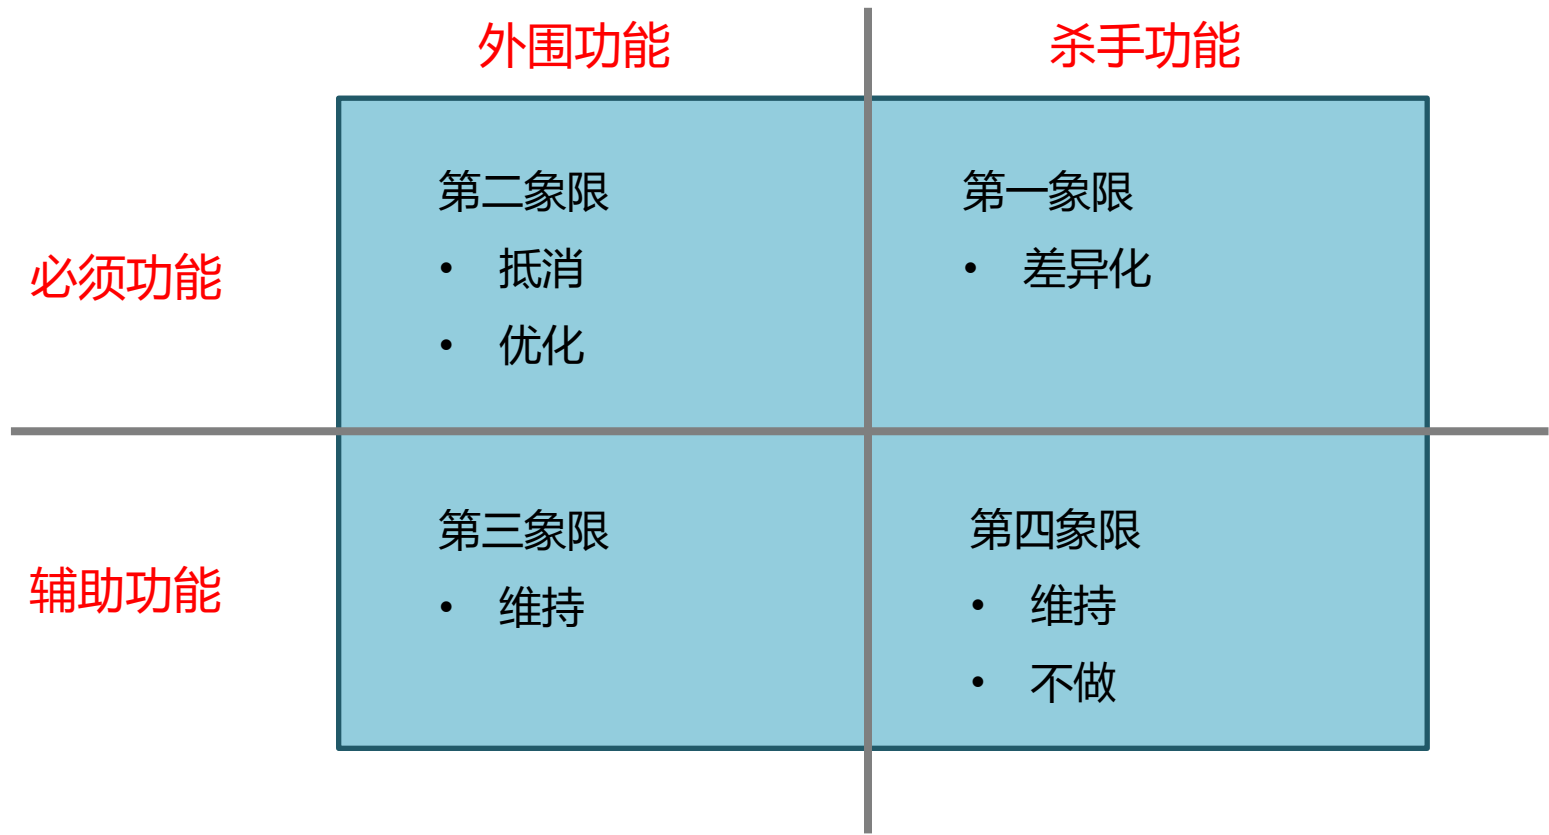 外围功能
杀手功能
必须功能
第二象限
• 抵消
• 优化
第一象限
• 差异化
辅助功能
第三象限
• 维持
第四象限
• 维持
• 不做